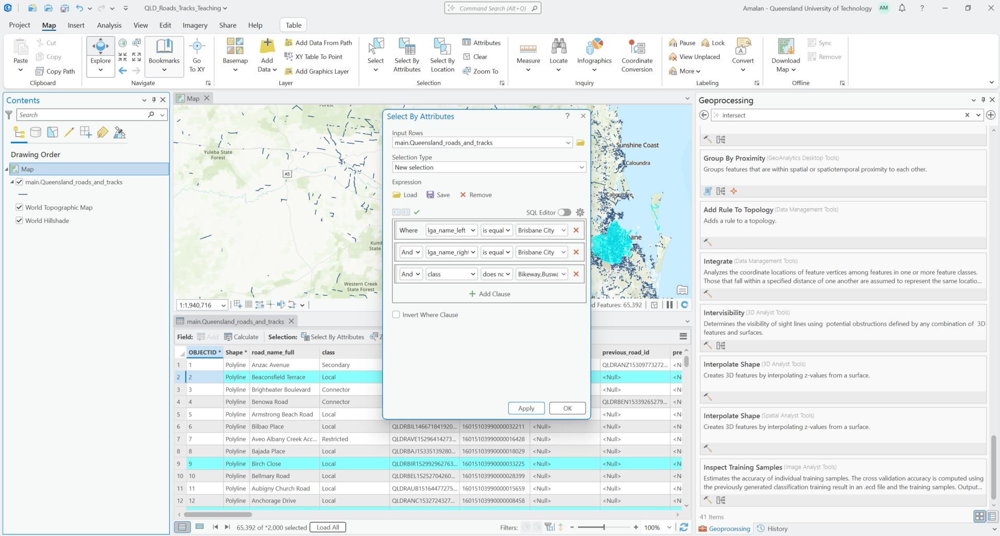 QLD_Roads_Tracks_Teaching
Command Search (Alt+Q)
Amalan - Queensland University of Technology
AM
?
Project
Map
Insert
Analysis
View
Edit
Imagery
Share
Help
Table
Paste
Cut
Copy
Copy Path
Clipboard
Explore
Bookmarks
Go
To XY
Navigate
Basemap
Add
Data
Add Data From Path
XY Table To Point
Add Graphics Layer
Layer
Select
Select By
Attributes
Select By
Location
Attributes
Clear
Zoom To
Selection
Measure
Locate
Infographics
Coordinate
Conversion
Inquiry
Pause
Lock
View Unplaced
More
Convert
Labeling
Download
Map
Sync
Remove
Offline
Contents
Search
Drawing Order
Map
main.Queensland_roads_and_tracks
World Topographic Map
World Hillshade
Map
Forest
Yuleba State
Forest
A5
Western Creek
State Forest
Sunshine Coast
Caloundra
Caboolture
1:1,940,716
d Features: 65,392
Select By Attributes
?
Input Rows
main.Queensland_roads_and_tracks
Selection Type
New selection
Expression
Load
Save
Remove
SQL Editor
Where lga_name_left is equal Brisbane City
And lga_name_right is equal Brisbane City
And class does no Bikeway,Buswa
Add Clause
Invert Where Clause
Apply
OK
main.Queensland_roads_and_tracks
Field: Add Calculate Selection: Select By Attributes Z
OBJECTID * Shape * road_name_full class previous_road_id pre
1 1 Polyline Anzac Avenue Secondary QLDRANZ15309773272... <N
2 2 Polyline Beaconsfield Terrace Local <Null> <N
3 3 Polyline Brightwater Boulevard Connector <Null> <N
4 4 Polyline Benowa Road Connector QLDRBEN15339265279... <N
5 5 Polyline Armstrong Beach Road Local <Null> <N
6 6 Polyline Bilbao Place Local QLDRBIL146671841920... 16015103990000032211 <Null> <Null> <N
7 7 Polyline Aveo Albany Creek Acc... Restricted QLDRAVE15296414273... 16015103990000016428 <Null> <Null> <N
8 8 Polyline Bajada Place Local QLDRBAJ15335139280... 16015103990000018029 <Null> <Null> <N
9 9 Polyline Birch Close Local QLDRBIR152992962763... 16015103990000033225 <Null> <Null> <N
10 10 Polyline Bellmary Road Local QLDRBEL15252704260... 16015103990000028399 <Null> <Null> <N
11 11 Polyline Aubigny Church Road Local QLDRAUB15164477275... 16015103990000015659 <Null> <Null> <N
12 12 Polyline Anchorage Drive Local QLDRANC1532724327... 16015103990000008458 <Null> <Null> <N
65,392 of *2,000 selected
Load All
Filters:
100%
Geoprocessing
intersect
Group By Proximity (GeoAnalytics Desktop Tools)
Groups features that are within spatial or spatiotemporal proximity to each other.
Add Rule To Topology (Data Management Tools)
Adds a rule to a topology.
Integrate (Data Management Tools)
Analyzes the coordinate locations of feature vertices among features in one or more feature classes.
Those that fall within a specified distance of one another are assumed to represent the same locatio...
Intervisibility (3D Analyst Tools)
Determines the visibility of sight lines using potential obstructions defined by any combination of 3D
features and surfaces.
Interpolate Shape (3D Analyst Tools)
Creates 3D features by interpolating z-values from a surface.
Interpolate Shape (Spatial Analyst Tools)
Creates 3D features by interpolating z-values from a surface.
Inspect Training Samples (Image Analyst Tools)
Estimates the accuracy of individual training samples. The cross validation accuracy is computed using
the previously generated classification training result in an .ecd file and the training samples. Output...
41 Items
Geoprocessing
History